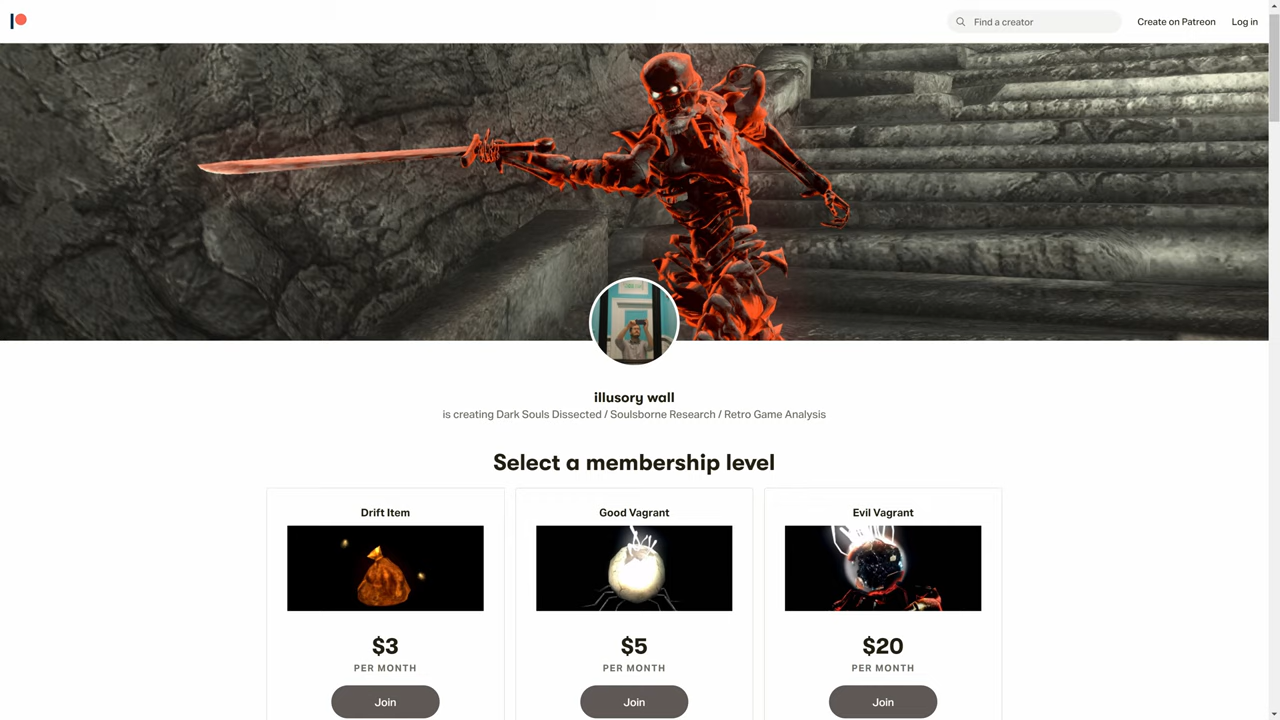 Find a creator
Create on Patreon
Log in
illusory wall
is creating Dark Souls Dissected / Soulsborne Research / Retro Game Analysis
Select a membership level
Drift Item
Good Vagrant
Evil Vagrant
$3
$5
$20
PER MONTH
PER MONTH
PER MONTH
Join
Join
Join